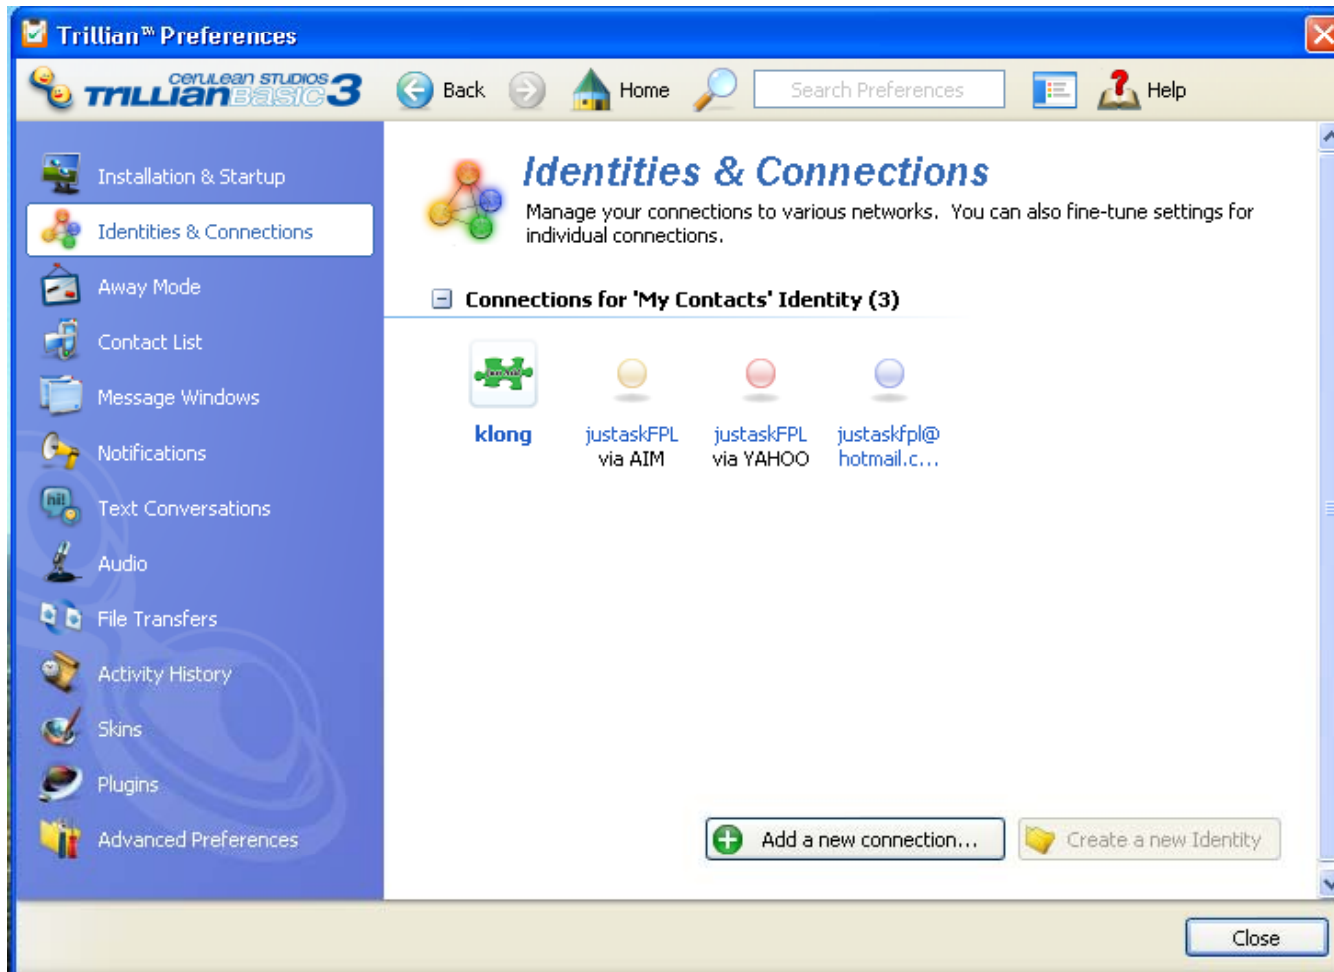 Trillian™ Preferences
cerulean studios
TRILLIAN BASIC 3
Back
Home
Search Preferences
Help
Installation & Startup
Identities & Connections
Away Mode
Contact List
Message Windows
Notifications
hi!
Text Conversations
Audio
File Transfers
Activity History
Skins
Plugins
Advanced Preferences
Identities & Connections
Manage your connections to various networks. You can also fine-tune settings for
individual connections.
Connections for 'My Contacts' Identity (3)
klong
justaskFPL
via AIM
justaskFPL
via YAHOO
justaskfpl@
hotmail.c...
Add a new connection...
Create a new Identity
Close